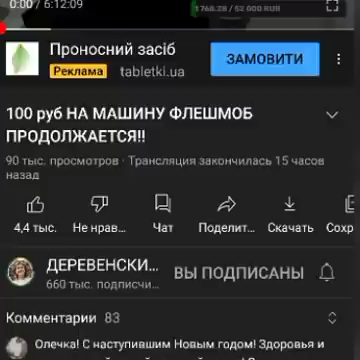 0:00 / 6:12:09
1768.28 / 52 000 RUB
Проносний засіб
Реклама tabletki.ua
ЗАМОВИТИ
100 руб НА МАШИНУ ФЛЕШМОБ
ПРОДОЛЖАЕТСЯ!!
90 тыс. просмотров · Трансляция закончилась 15 часов
назад
4,4 тыс. Не нрав... Чат Поделит... Скачать Сохр
ДЕРЕВЕНСКИ...
660 тыс. подписчи...
ВЫ ПОДПИСАНЫ
Комментарии 83
Олечка! С наступившим Новым годом! Здоровья и